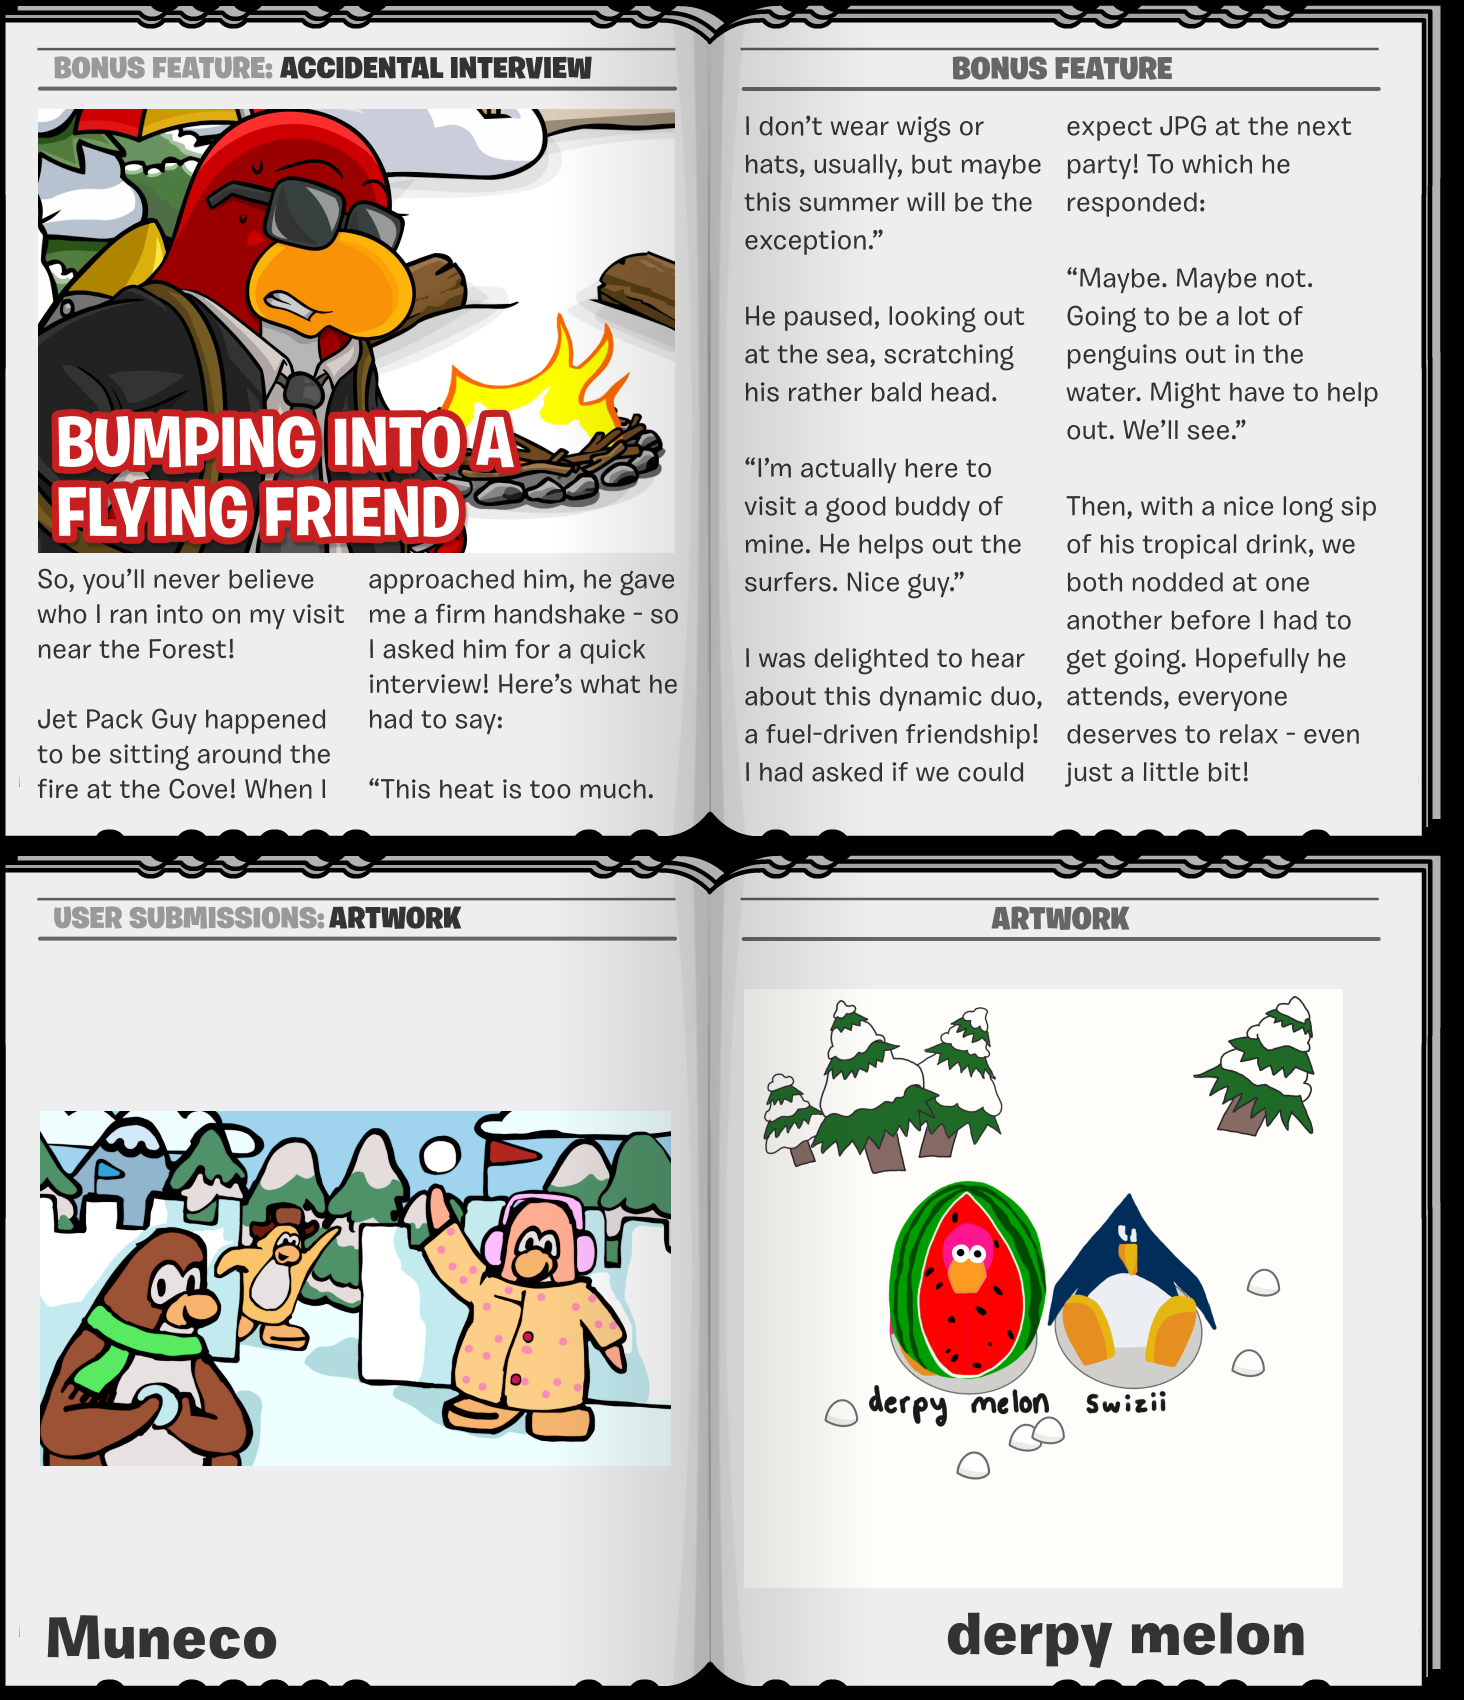 BONUS FEATURE: ACCIDENTAL INTERVIEW
BUMPING INTO A
FLYING FRIEND
So, you’ll never believe
who I ran into on my visit
near the Forest!
Jet Pack Guy happened
to be sitting around the
fire at the Cove! When I
approached him, he gave
me a firm handshake - so
I asked him for a quick
interview! Here’s what he
had to say:
“This heat is too much.
BONUS FEATURE
I don’t wear wigs or
hats, usually, but maybe
this summer will be the
exception.”
He paused, looking out
at the sea, scratching
his rather bald head.
“I’m actually here to
visit a good buddy of
mine. He helps out the
surfers. Nice guy.”
I was delighted to hear
about this dynamic duo,
a fuel-driven friendship!
I had asked if we could
expect JPG at the next
party! To which he
responded:
“Maybe. Maybe not.
Going to be a lot of
penguins out in the
water. Might have to help
out. We’ll see.”
Then, with a nice long sip
of his tropical drink, we
both nodded at one
another before I had to
get going. Hopefully he
attends, everyone
deserves to relax - even
just a little bit!
USER SUBMISSIONS: ARTWORK
Muneco
ARTWORK
derpy melon swizii
derpy melon